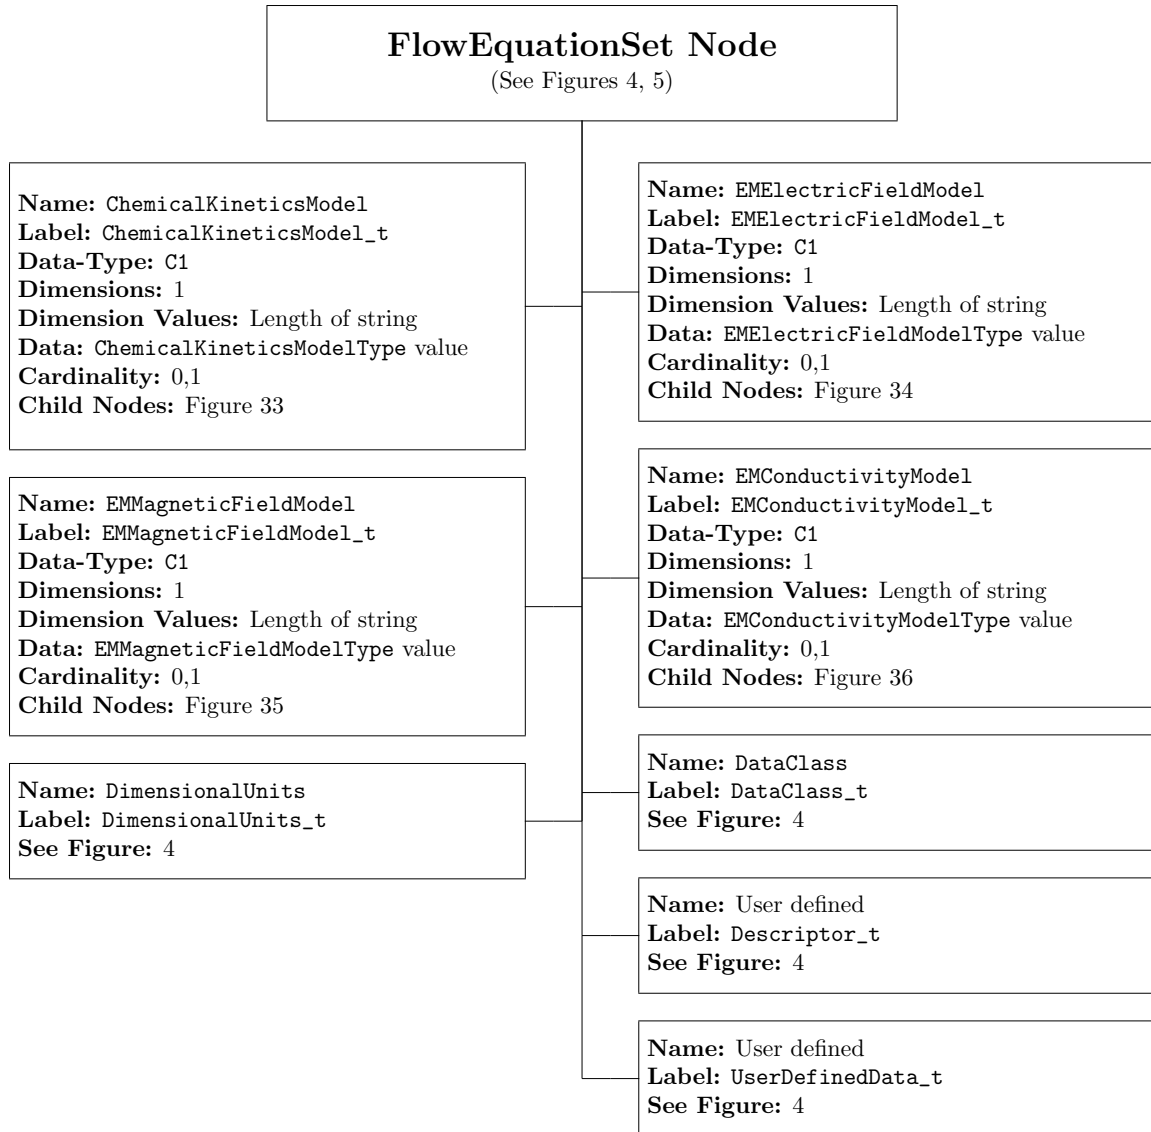 FlowEquationSet Node
(See Figures 4, 5)
Name: ChemicalKineticsModel
Label: ChemicalKineticsModel_t
Data-Type: C1
Dimensions: 1
Dimension Values: Length of string
Data: ChemicalKineticsModelType value
Cardinality: 0,1
Child Nodes: Figure 33
Name: EMElectricFieldModel
Label: EMElectricFieldModel_t
Data-Type: C1
Dimensions: 1
Dimension Values: Length of string
Data: EMElectricFieldModelType value
Cardinality: 0,1
Child Nodes: Figure 34
Name: EMMagneticFieldModel
Label: EMMagneticFieldModel_t
Data-Type: C1
Dimensions: 1
Dimension Values: Length of string
Data: EMMagneticFieldModelType value
Cardinality: 0,1
Child Nodes: Figure 35
Name: EMConductivityModel
Label: EMConductivityModel_t
Data-Type: C1
Dimensions: 1
Dimension Values: Length of string
Data: EMConductivityModelType value
Cardinality: 0,1
Child Nodes: Figure 36
Name: DimensionalUnits
Label: DimensionalUnits_t
See Figure: 4
Name: DataClass
Label: DataClass_t
See Figure: 4
Name: User defined
Label: Descriptor_t
See Figure: 4
Name: User defined
Label: UserDefinedData_t
See Figure: 4